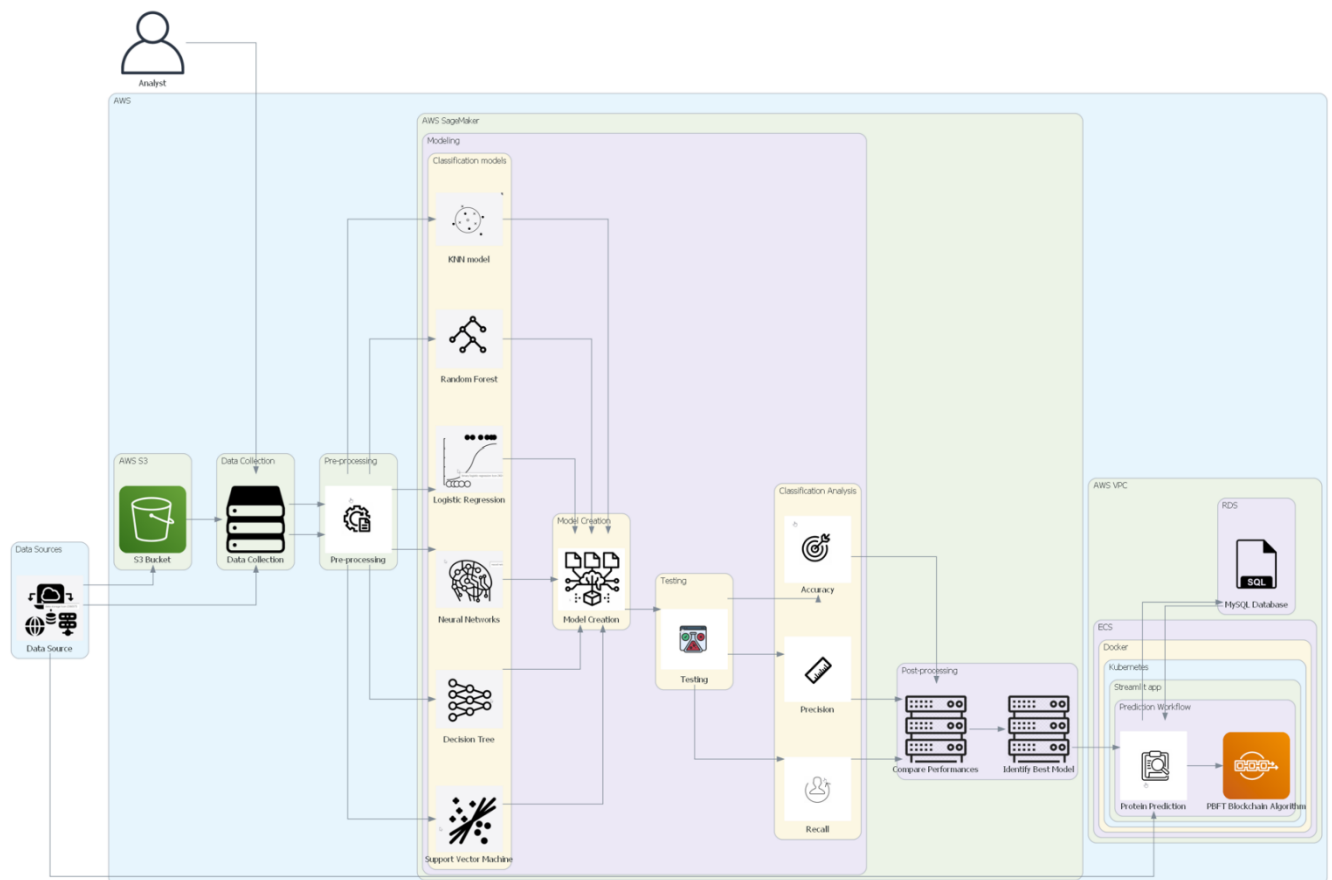 Analyst
AWS
AWS SageMaker
Modeling
Classification models
KNN model
Random Forest
AWS S3
Data Collection
Pre-processing
Logistic Regression
S3 Bucket
Data Collection
Pre-processing
Data Sources
Data Source
Neural Networks
Model Creation
Model Creation
Decision Tree
Support Vector Machine
Testing
Testing
Classification Analysis
Accuracy
Precision
Recall
Post-processing
Compare Performances
Identify Best Model
AWS VPC
RDS
SQL
MySQL Database
ECS
Docker
Kubernetes
Streamlit app
Prediction Workflow
Protein Prediction
PBFT Blockchain Algorithm